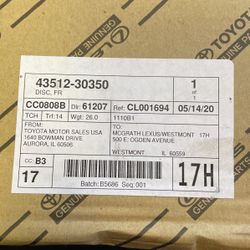 43512-30350
DISC, FR
1
of
1
CC0808B Dlr: 61207 Ref: CL001694 05/14/20
TCH Trl: 14 Wgt: 26.0 1110B1
FROM:
TOYOTA MOTOR SALES USA
1640 BOWMAN DRIVE
AURORA, IL 60506
TO:
MCGRATH LEXUS/WESTMONT 17H
500 E. OGDEN AVENUE
WESTMONT, IL 60559
CC: B3
17
17H
Batch: B5686 Seq: 001
TOYOTA
GENUINE PARTS